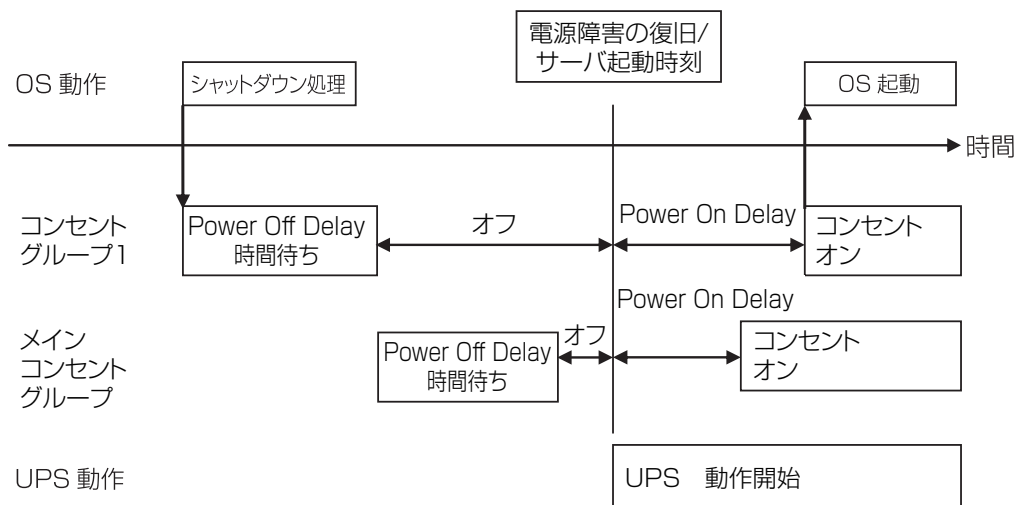 電源障害の復旧/
サーバ起動時刻
OS 動作
シャットダウン処理
OS 起動
時間
コンセント
グループ1
Power Off Delay
時間待ち
オフ
Power On Delay
コンセント
オン
Power On Delay
メイン
コンセント
グループ
Power Off Delay
時間待ち
オフ
コンセント
オン
UPS 動作
UPS　動作開始